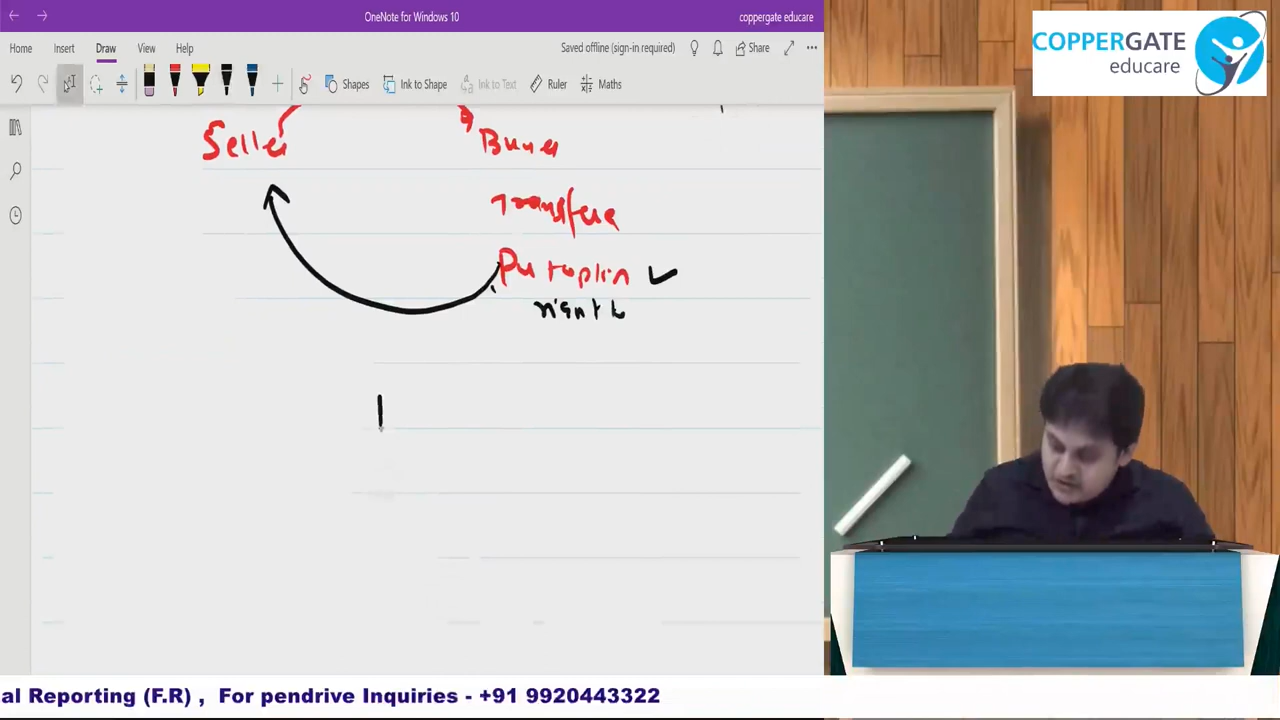 OneNote for Windows 10
coppergate educare
Home Insert Draw View Help
Saved offline (sign-in required)
Share
Shapes
Ink to Shape
Ink to Text
Ruler
Maths
COPPERGATE
educare
Seller
Buyer
Transfer
Put option
right
al Reporting (F.R) , For pendrive Inquiries - +91 9920443322